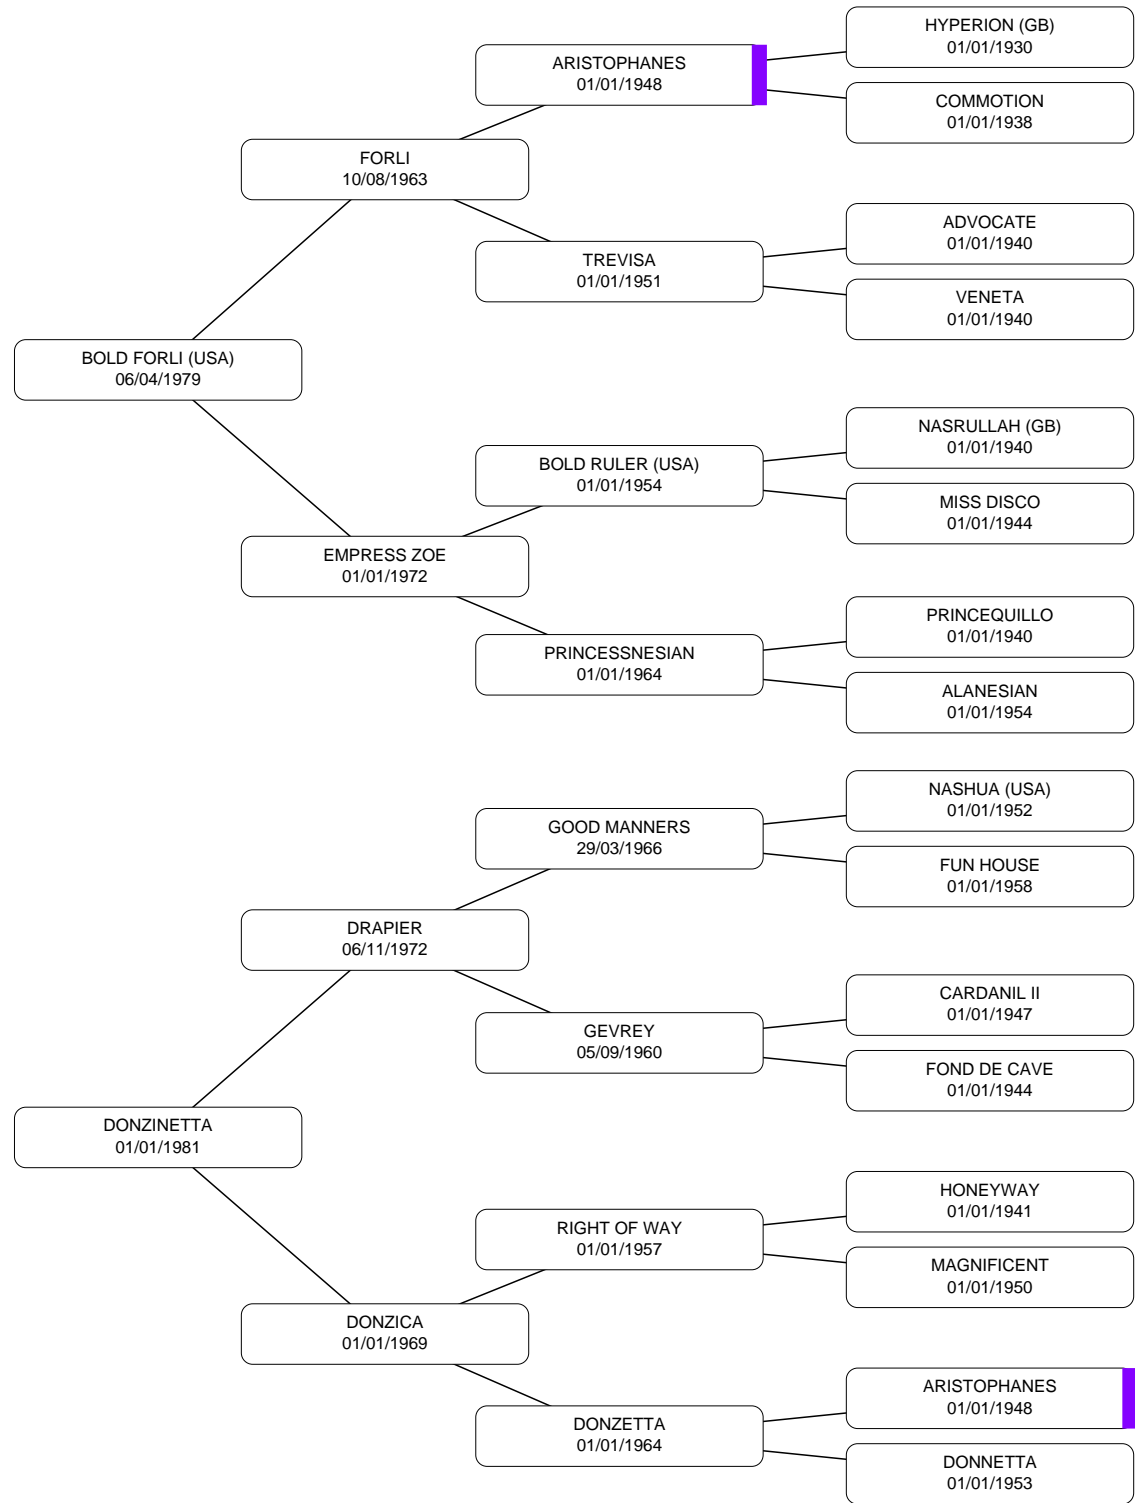 HYPERION (GB)
01/01/1930
ARISTOPHANES
01/01/1948
COMMOTION
01/01/1938
FORLI
10/08/1963
ADVOCATE
01/01/1940
TREVISA
01/01/1951
VENETA
01/01/1940
BOLD FORLI (USA)
06/04/1979
NASRULLAH (GB)
01/01/1940
BOLD RULER (USA)
01/01/1954
MISS DISCO
01/01/1944
EMPRESS ZOE
01/01/1972
PRINCEQUILLO
01/01/1940
PRINCESSNESIAN
01/01/1964
ALANESIAN
01/01/1954
NASHUA (USA)
01/01/1952
GOOD MANNERS
29/03/1966
FUN HOUSE
01/01/1958
DRAPIER
06/11/1972
CARDANIL II
01/01/1947
GEVREY
05/09/1960
FOND DE CAVE
01/01/1944
DONZINETTA
01/01/1981
HONEYWAY
01/01/1941
RIGHT OF WAY
01/01/1957
MAGNIFICENT
01/01/1950
DONZICA
01/01/1969
ARISTOPHANES
01/01/1948
DONZETTA
01/01/1964
DONNETTA
01/01/1953